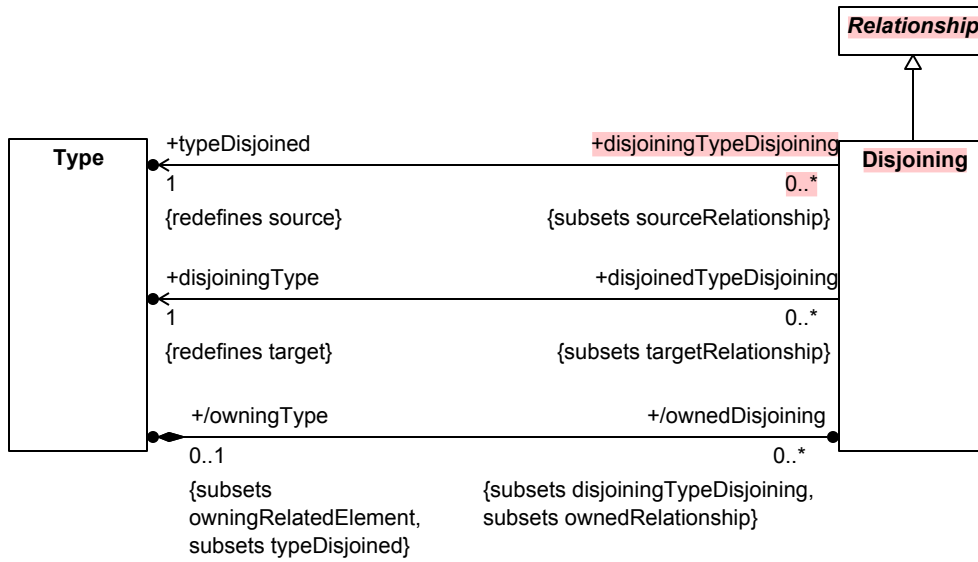 Relationship
Type
+typeDisjoined
+disjoiningTypeDisjoining
Disjoining
1
0..*
{redefines source}
{subsets sourceRelationship}
+disjoiningType
+disjoinedTypeDisjoining
1
0..*
{redefines target}
{subsets targetRelationship}
+/owningType
+/ownedDisjoining
0..1
0..*
{subsets
owningRelatedElement,
subsets typeDisjoined}
{subsets disjoiningTypeDisjoining,
subsets ownedRelationship}